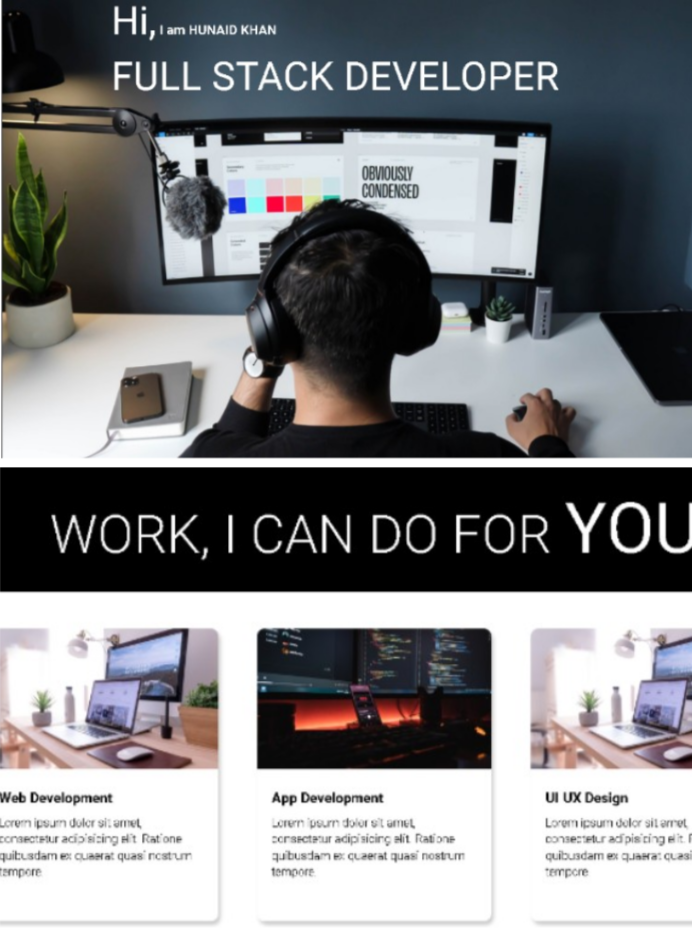 Hi, I am HUNAID KHAN
FULL STACK DEVELOPER
OBVIOUSLY
CONDENSED
WORK, I CAN DO FOR YOU
Web Development
Lorem ipsum dolor sit amet,
consectetur adipisicing elit. Ratione
quibusdam ex quaerat quasi nostrum
tempore.
App Development
Lorem ipsum dolor sit amet,
consectetur adipisicing elit. Ratione
quibusdam ex quaerat quasi nostrum
tempore.
UI UX Design
Lorem ipsum dolor sit amet,
consectetur adipisicing elit.
quibusdam ex quaerat quasi
tempore.